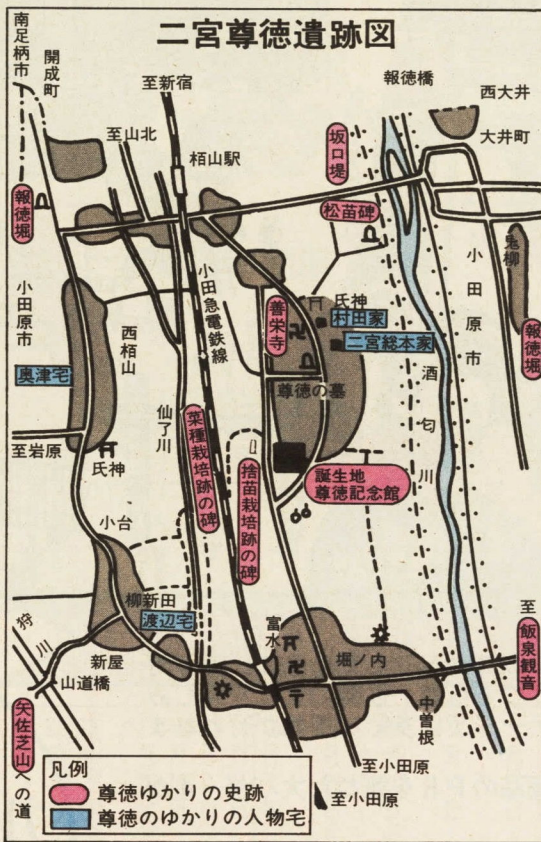 二宮尊徳遺跡図
南足柄市
開成町
至新宿
至山北
栢山駅
報徳橋
西大井
大井町
坂口堤
松苗碑
報徳堀
鬼柳
小田原市
報徳堀
小田原市
西栢山
小田急電鉄線
善栄寺
氏神
村田家
二宮総本家
尊徳の墓
酒匂川
奥津宅
仙了川
菜種栽培跡の碑
捨苗栽培跡の碑
誕生地
尊徳記念館
至岩原
氏神
小台
柳新田
渡辺宅
新屋
狩川
山道橋
矢佐芝山への道
富水
堀ノ内
中曽根
至飯泉観音
至小田原
至小田原
凡例
尊徳ゆかりの史跡
尊徳のゆかりの人物宅